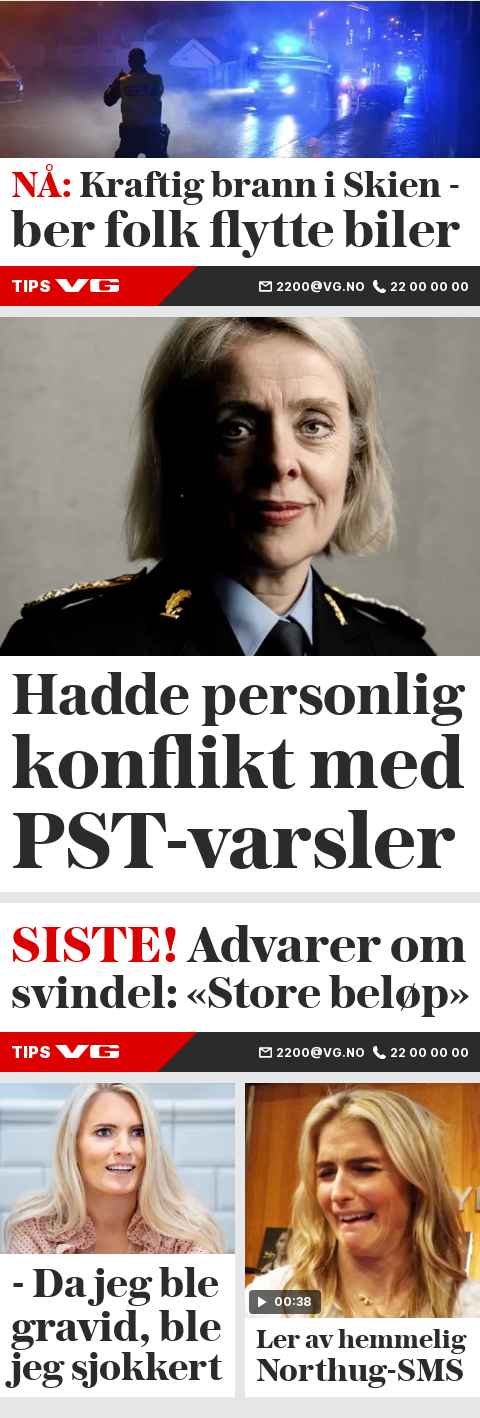 NÅ: Kraftig brann i Skien -
ber folk flytte biler
TIPS VG 2200@VG.NO 22 00 00 00
Hadde personlig
konflikt med
PST-varsler
SISTE! Advarer om
svindel: «Store beløp»
TIPS VG 2200@VG.NO 22 00 00 00
- Da jeg ble
gravid, ble
jeg sjokkert
00:38
Ler av hemmelig
Northug-SMS